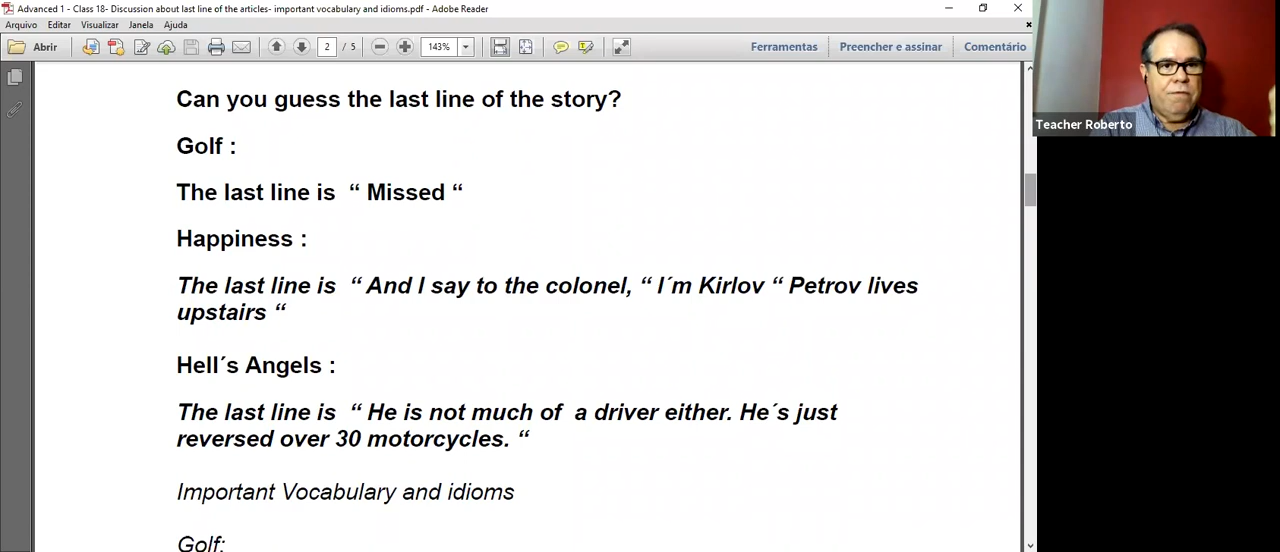 Advanced 1 - Class 18- Discussion about last line of the articles- important vocabulary and idioms.pdf - Adobe Reader
Arquivo Editar Visualizar Janela Ajuda
Abrir 2 / 5 143% Ferramentas Preencher e assinar Comentário
Can you guess the last line of the story?
Golf :
The last line is “ Missed “
Happiness :
The last line is “ And I say to the colonel, “ I´m Kirlov “ Petrov lives
upstairs “
Hell´s Angels :
The last line is “ He is not much of a driver either. He´s just
reversed over 30 motorcycles. “
Important Vocabulary and idioms
Golf:
Teacher Roberto